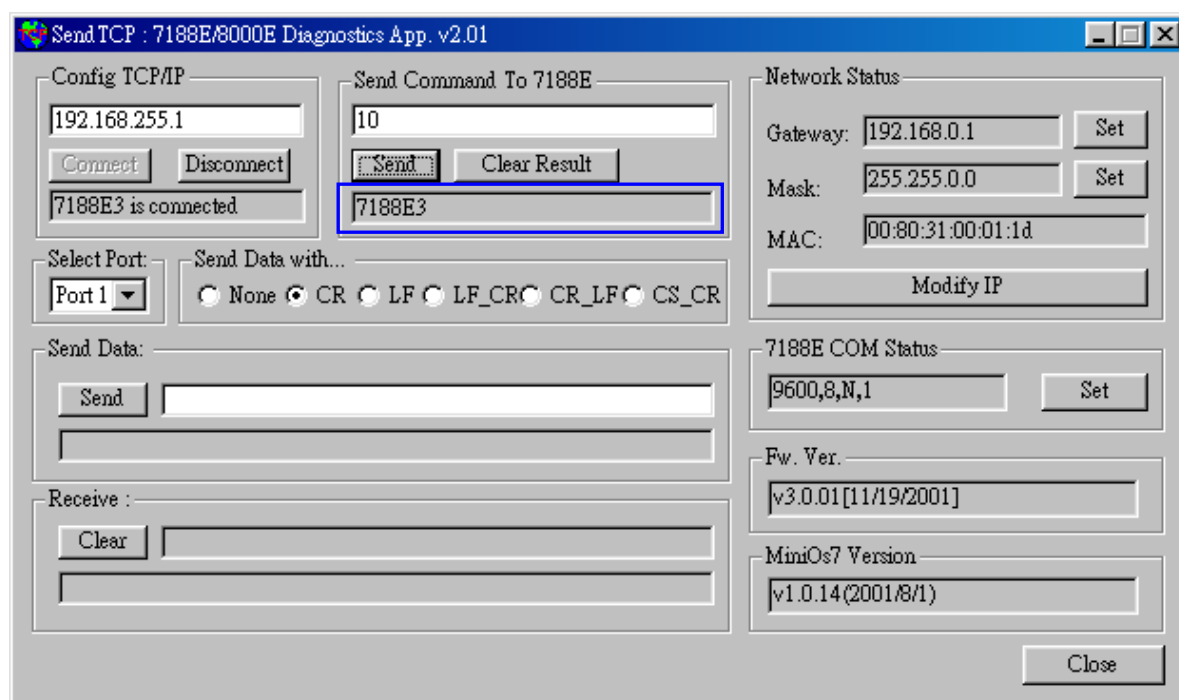 SendTCP : 7188E/8000E Diagnostics App. v2.01
Config TCP/IP
192.168.255.1
Connect
Disconnect
7188E3 is connected
Send Command To 7188E
10
Send
Clear Result
7188E3
Network Status
Gateway:
192.168.0.1
Set
Mask:
255.255.0.0
Set
MAC:
00:80:31:00:01:1d
Modify IP
Select Port:
Port 1
Send Data with...
None
CR
LF
LF_CR
CR_LF
CS_CR
Send Data:
Send
7188E COM Status
9600,8,N,1
Set
Fw. Ver.
v3.0.01[11/19/2001]
Receive :
Clear
MiniOs7 Version
v1.0.14(2001/8/1)
Close